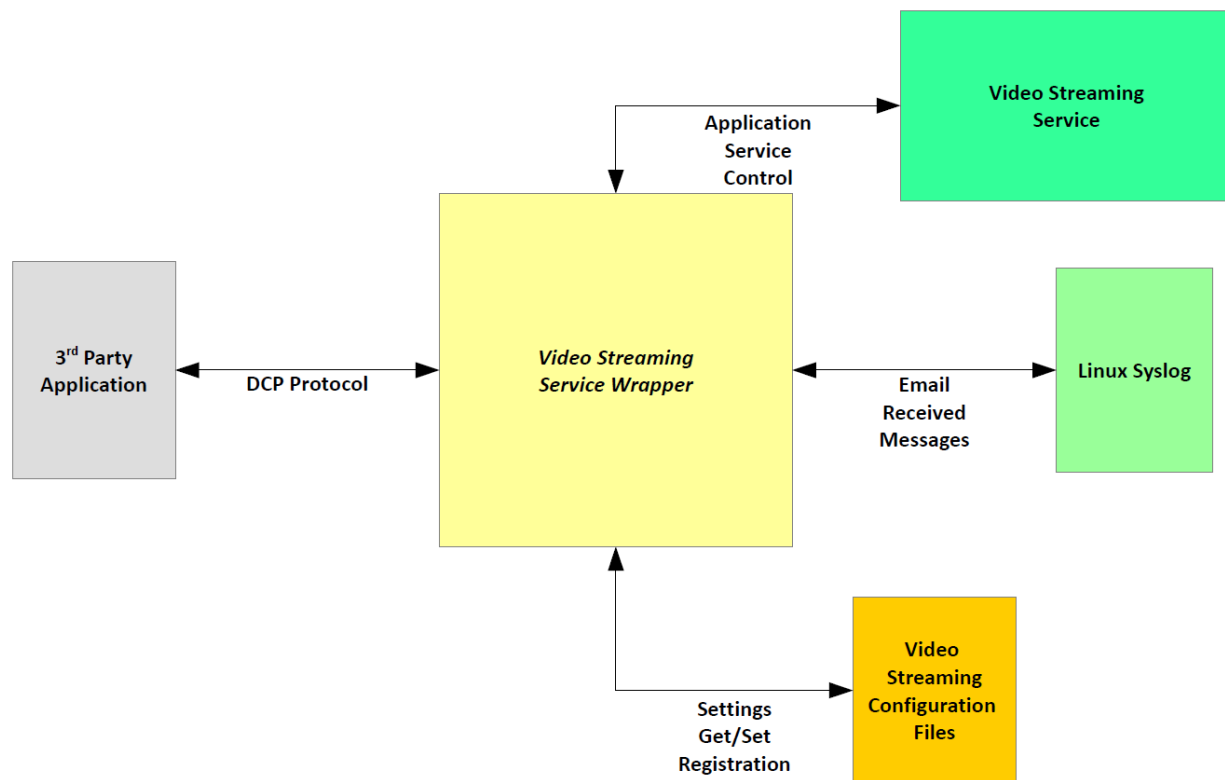 Video Streaming
Service
Application
Service
Control
3rd Party
Application
DCP Protocol
Video Streaming
Service Wrapper
Email
Received
Messages
Linux Syslog
Video
Streaming
Configuration
Files
Settings
Get/Set
Registration